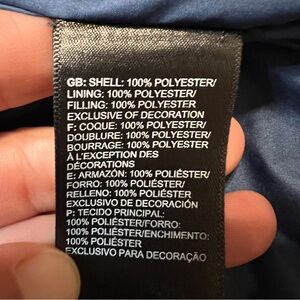 GB: SHELL: 100% POLYESTER/
LINING: 100% POLYESTER/
FILLING: 100% POLYESTER
EXCLUSIVE OF DECORATION
F: COQUE: 100% POLYESTER/
DOUBLURE: 100% POLYESTER/
BOURRAGE: 100% POLYESTER
À L'EXCEPTION DES
DÉCORATIONS
E: ARMAZÓN: 100% POLIÉSTER/
FORRO: 100% POLIÉSTER/
RELLENO: 100% POLIÉSTER
EXCLUSIVO DE DECORACIÓN
P: TECIDO PRINCIPAL:
100% POLIÉSTER/FORRO:
100% POLIÉSTER/ENCHIMENTO:
100% POLIÉSTER
EXCLUSIVO PARA DECORAÇÃO